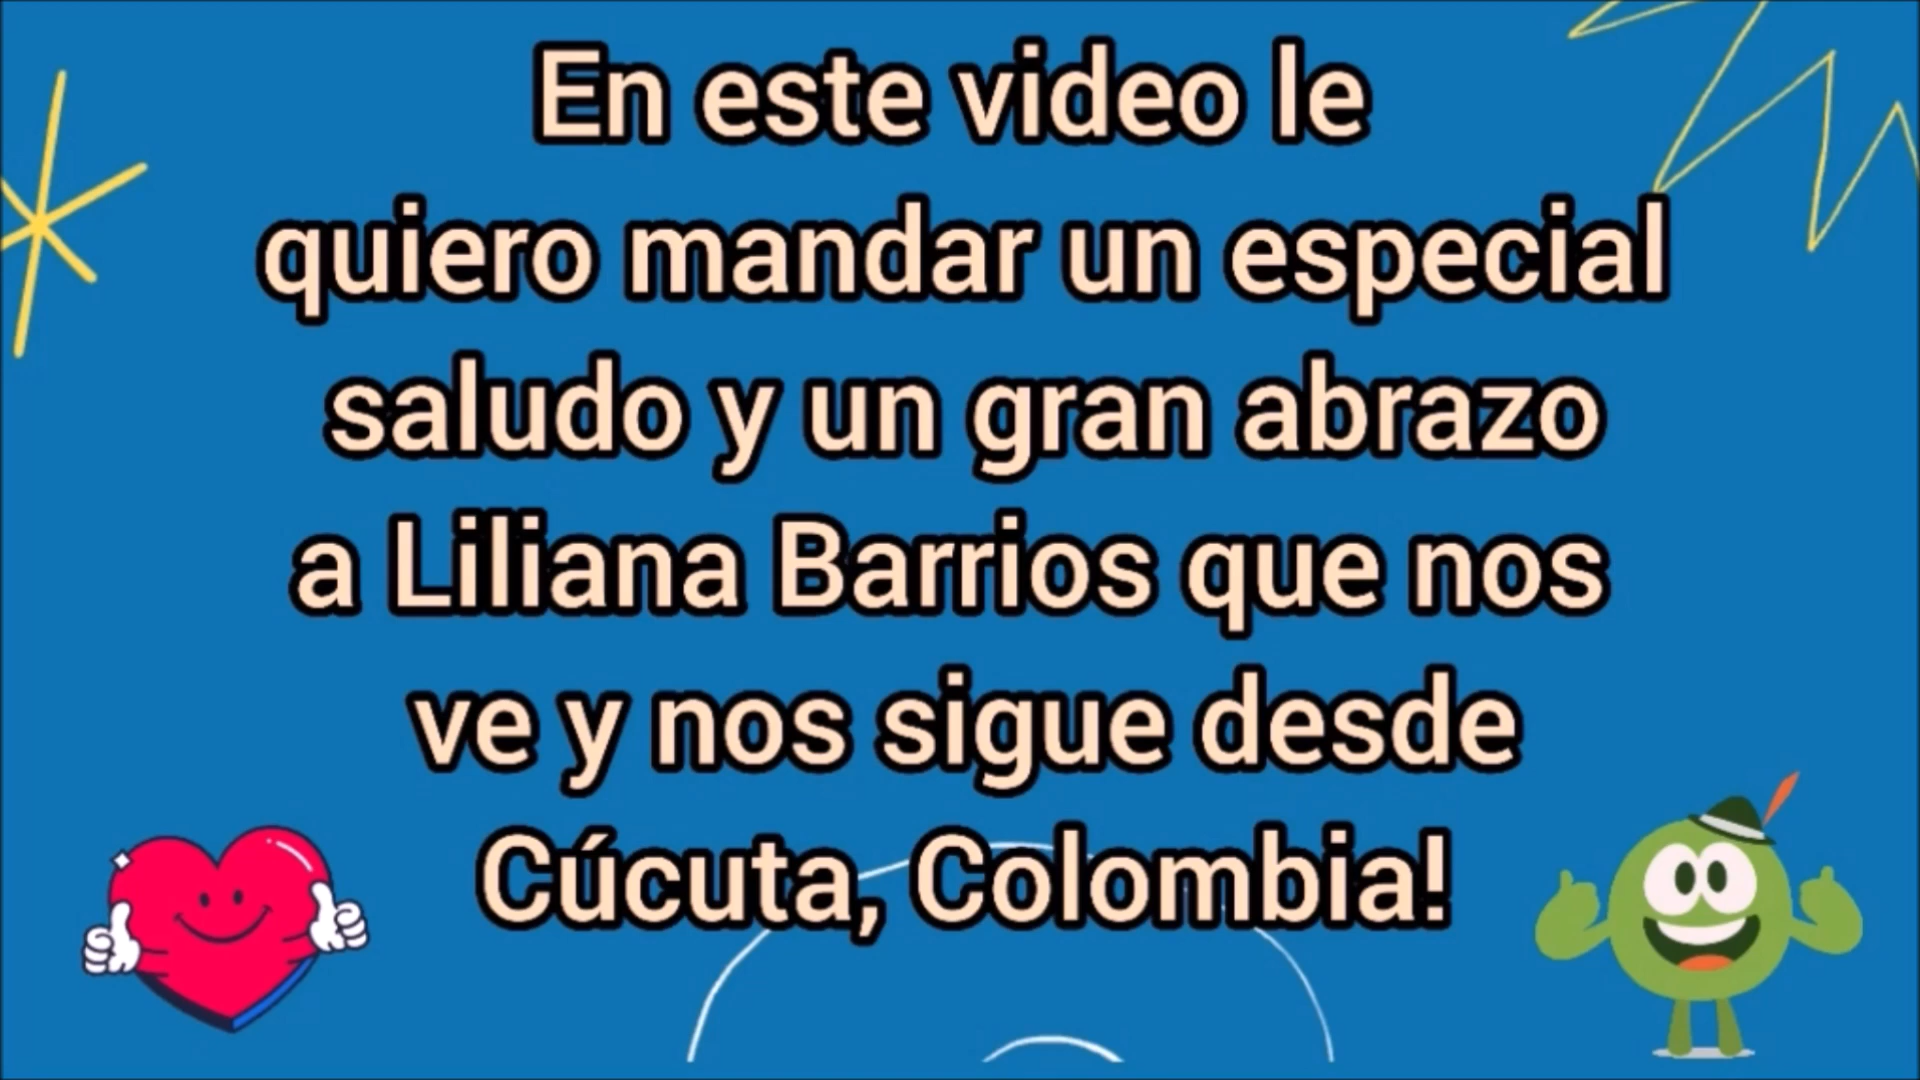 En este video le
quiero mandar un especial
saludo y un gran abrazo
a Liliana Barrios que nos
ve y nos sigue desde
Cúcuta, Colombia!